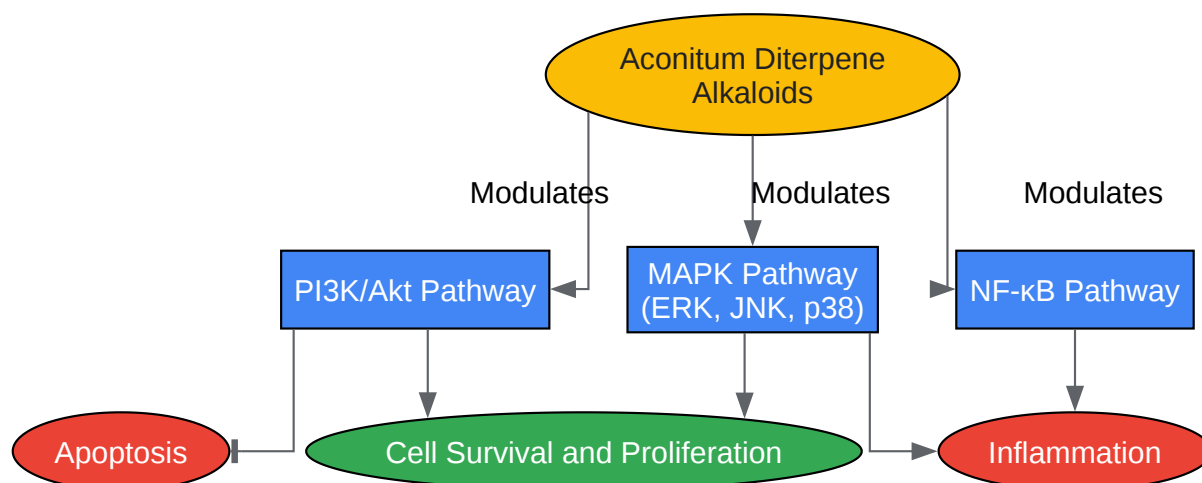 Aconitum Diterpene
Alkaloids
Modulates
Modulates
Modulates
PI3K/Akt Pathway
MAPK Pathway
(ERK, JNK, p38)
NF-κB Pathway
Apoptosis
Cell Survival and Proliferation
Inflammation